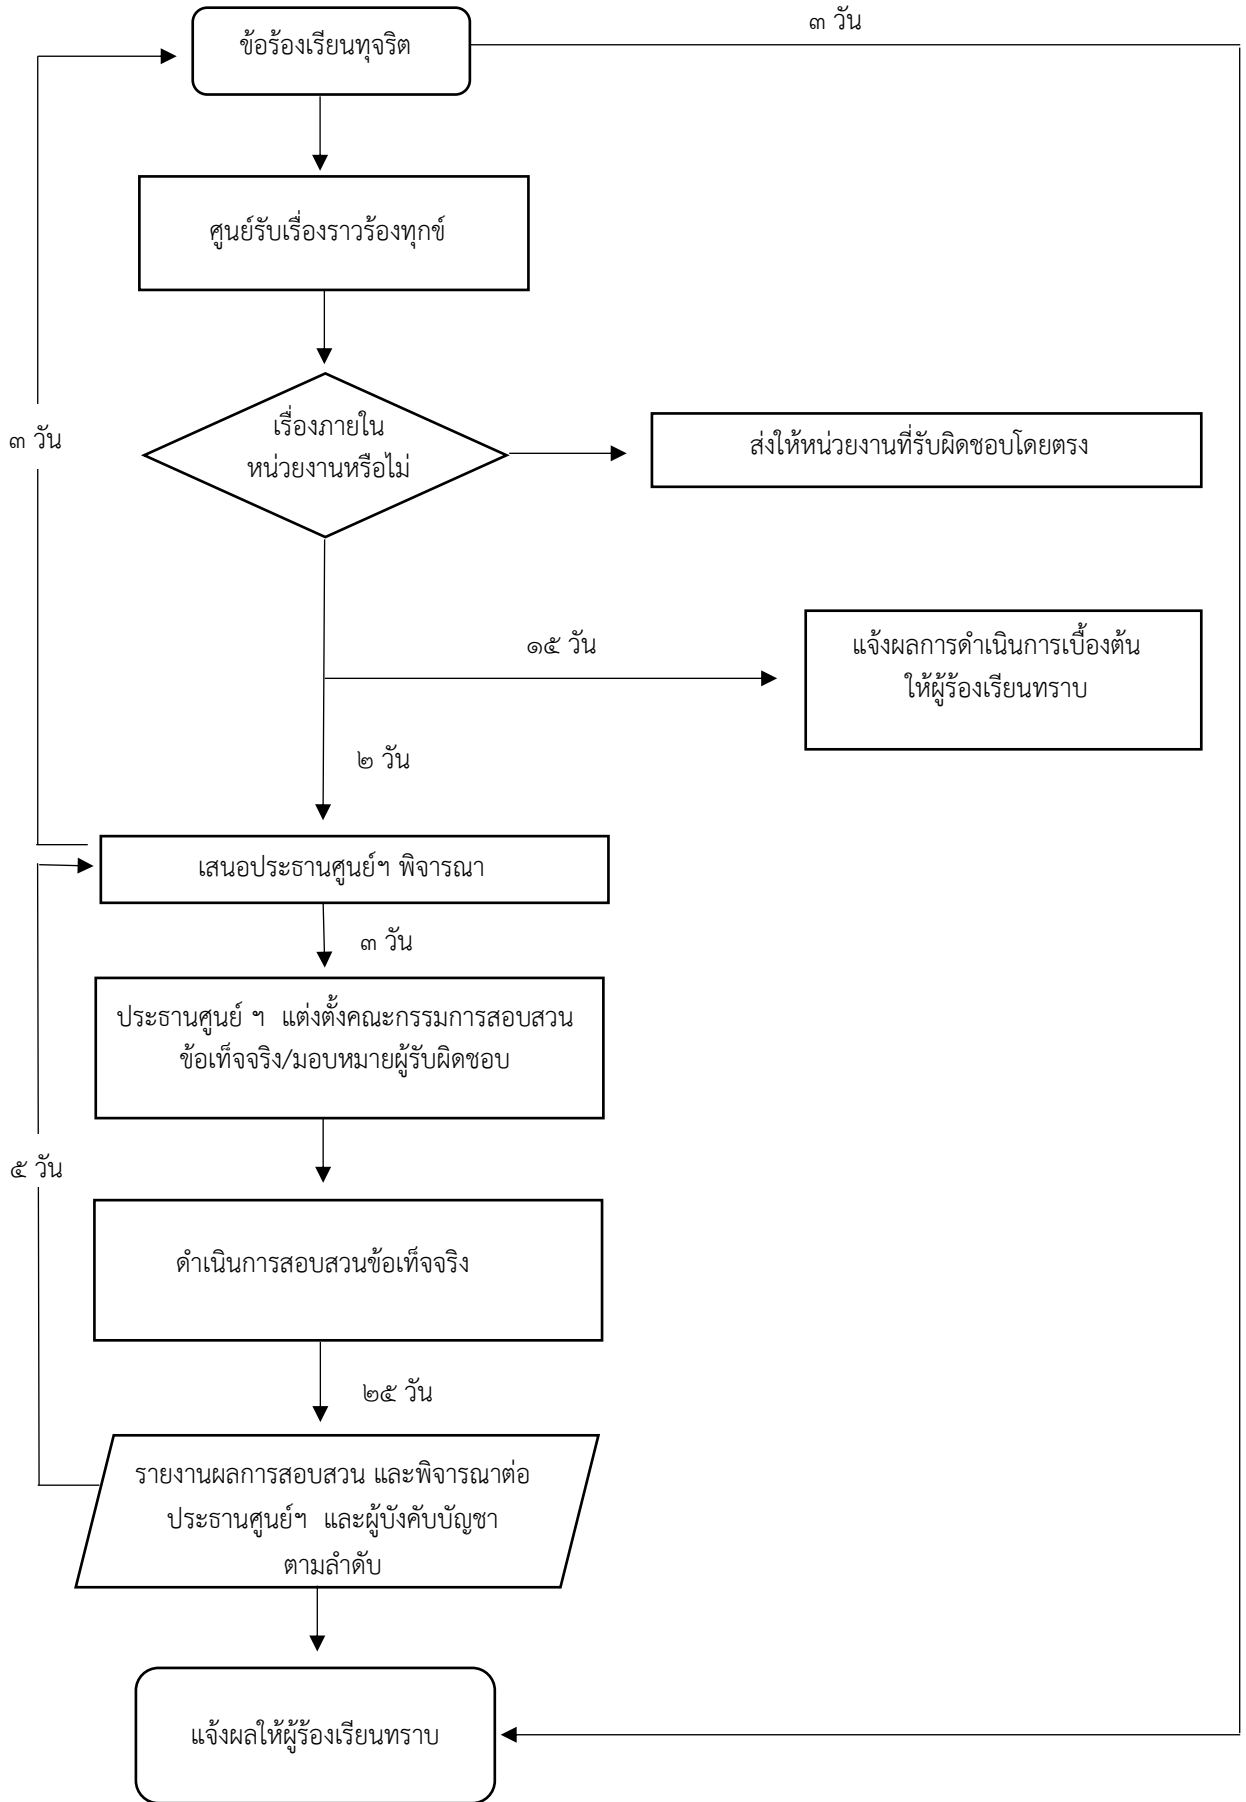 ๓ วัน
ข้อร้องเรียนทุจริต
ศูนย์รับเรื่องราวร้องทุกข์
เรื่องภายใน
หน่วยงานหรือไม่
ส่งให้หน่วยงานที่รับผิดชอบโดยตรง
๓ วัน
๑๕ วัน
แจ้งผลการดำเนินการเบื้องต้น
ให้ผู้ร้องเรียนทราบ
๒ วัน
เสนอประธานศูนย์ฯ พิจารณา
๓ วัน
ประธานศูนย์ ฯ แต่งตั้งคณะกรรมการสอบสวน
ข้อเท็จจริง/มอบหมายผู้รับผิดชอบ
๕ วัน
ดำเนินการสอบสวนข้อเท็จจริง
๒๕ วัน
รายงานผลการสอบสวน และพิจารณาต่อ
ประธานศูนย์ฯ และผู้บังคับบัญชา
ตามลำดับ
แจ้งผลให้ผู้ร้องเรียนทราบ